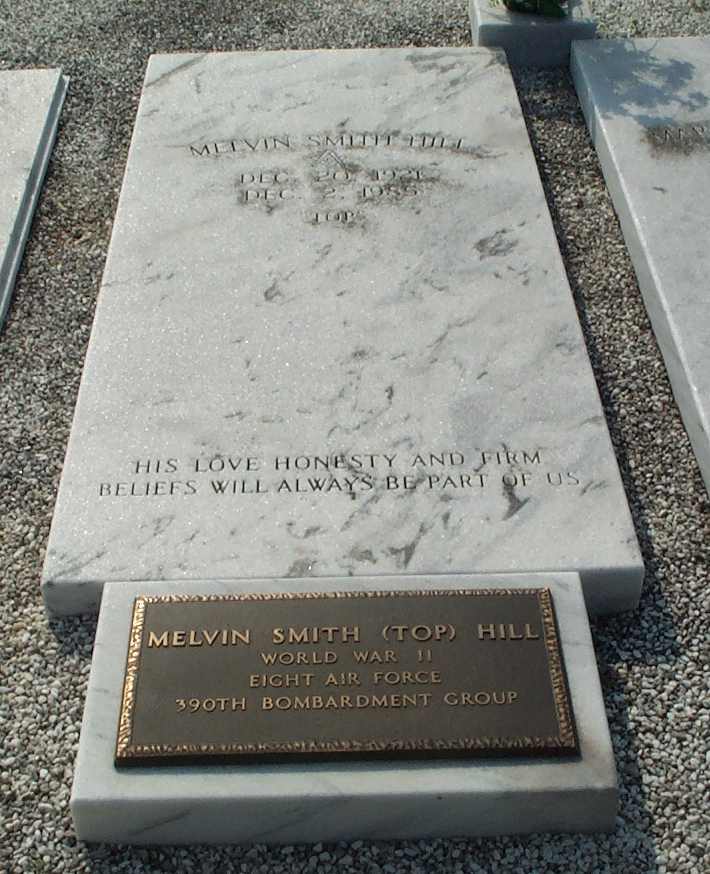 MELVIN SMITH HILL
DEC. 20, 1921
DEC. 2, 1985
TOP
HIS LOVE HONESTY AND FIRM
BELIEFS WILL ALWAYS BE PART OF US
MELVIN SMITH (TOP) HILL
WORLD WAR II
EIGHT AIR FORCE
390TH BOMBARDMENT GROUP